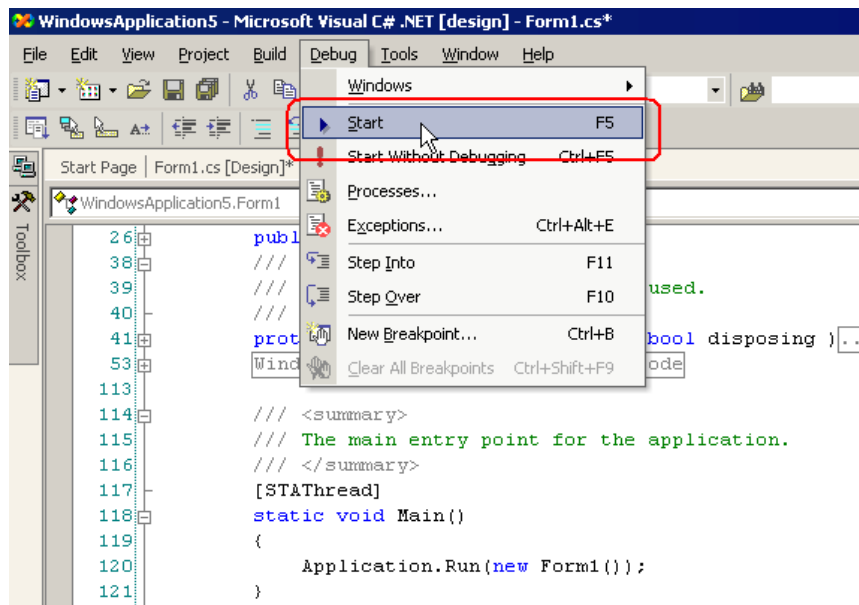 WindowsApplication5 - Microsoft Visual C# .NET [design] - Form1.cs*
File Edit View Project Build Debug Tools Window Help
Windows
Start F5
Start Without Debugging Ctrl+F5
Start Page Form1.cs [Design]*
Processes...
WindowsApplication5.Form1
Exceptions... Ctrl+Alt+E
Toolbox
26 publ
38 ///
Step Into F11
39 /// used.
Step Over F10
40 ///
41 prot bool disposing )...
New Breakpoint... Ctrl+B
53 Wind ode
Clear All Breakpoints Ctrl+Shift+F9
113
114 /// <summary>
115 /// The main entry point for the application.
116 /// </summary>
117 [STAThread]
118 static void Main()
119 {
120 Application.Run(new Form1());
121 }